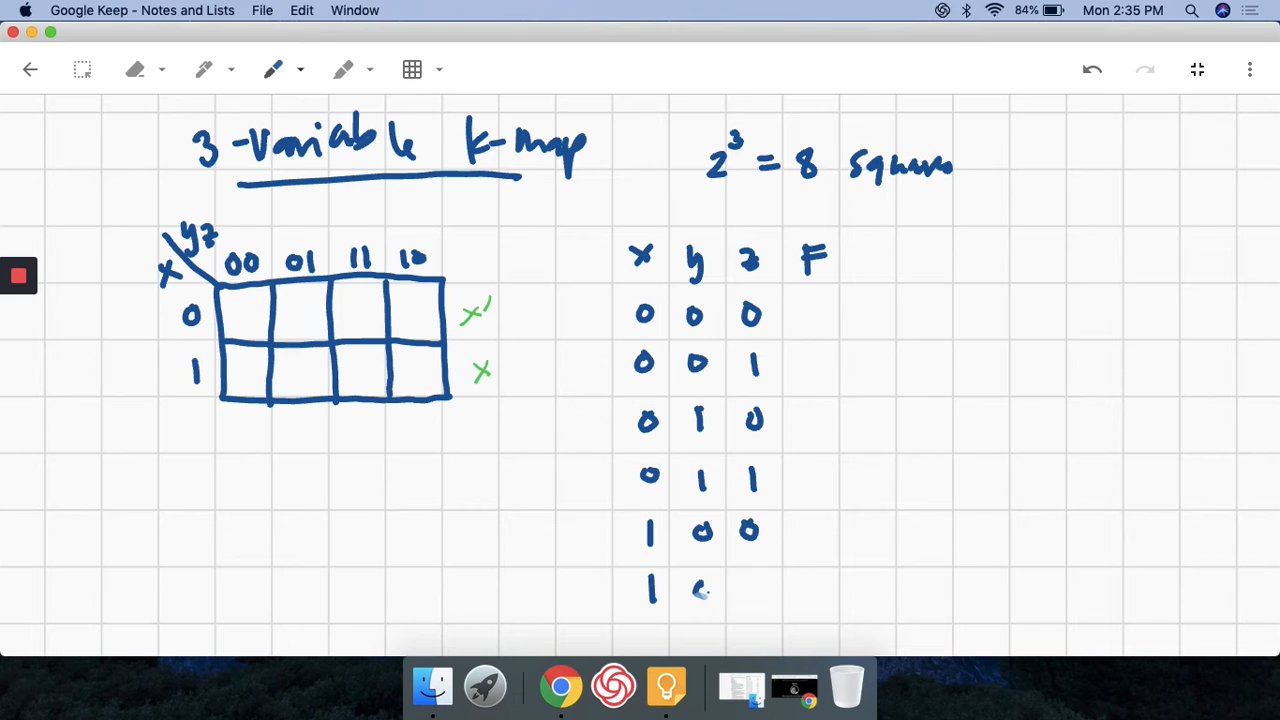 Google Keep - Notes and Lists File Edit Window 84% Mon 2:35 PM
3-variable k-map
2³ = 8 squares
yz
x 00 01 11 10
0 x'
1 x
x y z F
0 0 0
0 0 1
0 1 0
0 1 1
1 0 0
1